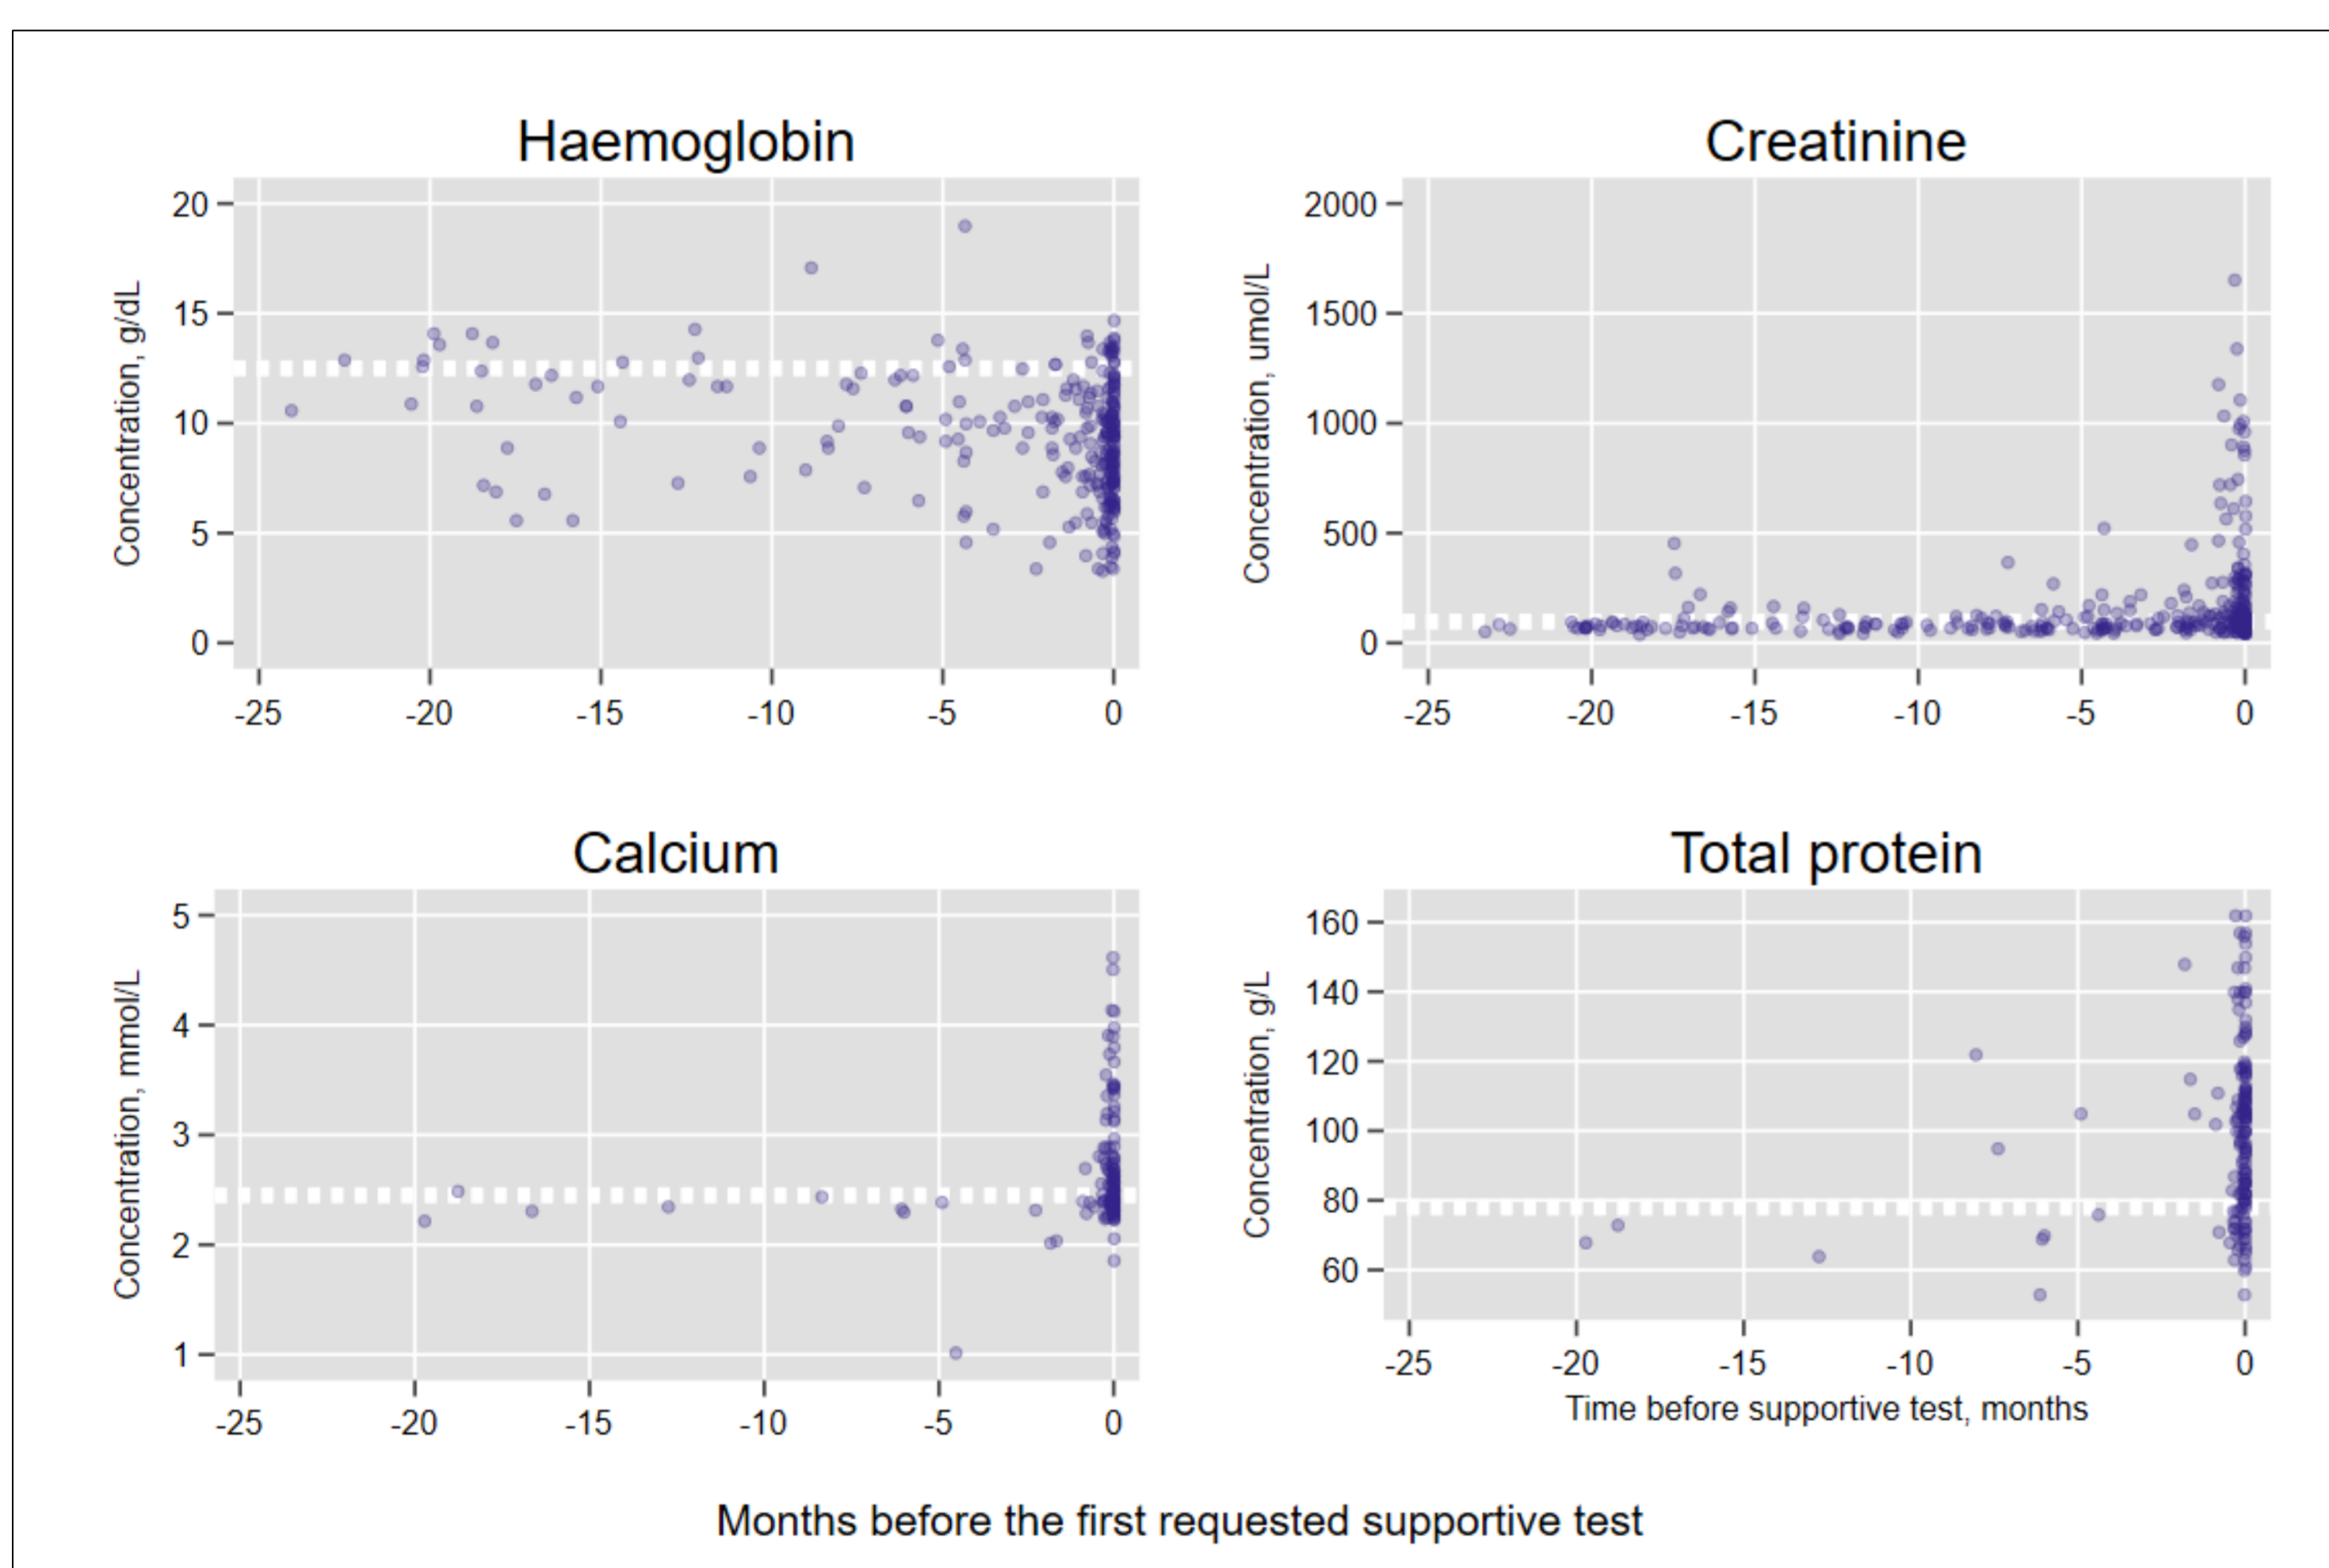 Haemoglobin
Concentration, g/dL
20
15
10
5
0
-25 -20 -15 -10 -5 0
Creatinine
Concentration, umol/L
2000
1500
1000
500
0
-25 -20 -15 -10 -5 0
Calcium
Concentration, mmol/L
5
4
3
2
1
-25 -20 -15 -10 -5 0
Total protein
Concentration, g/L
160
140
120
100
80
60
-25 -20 -15 -10 -5 0
Time before supportive test, months
Months before the first requested supportive test